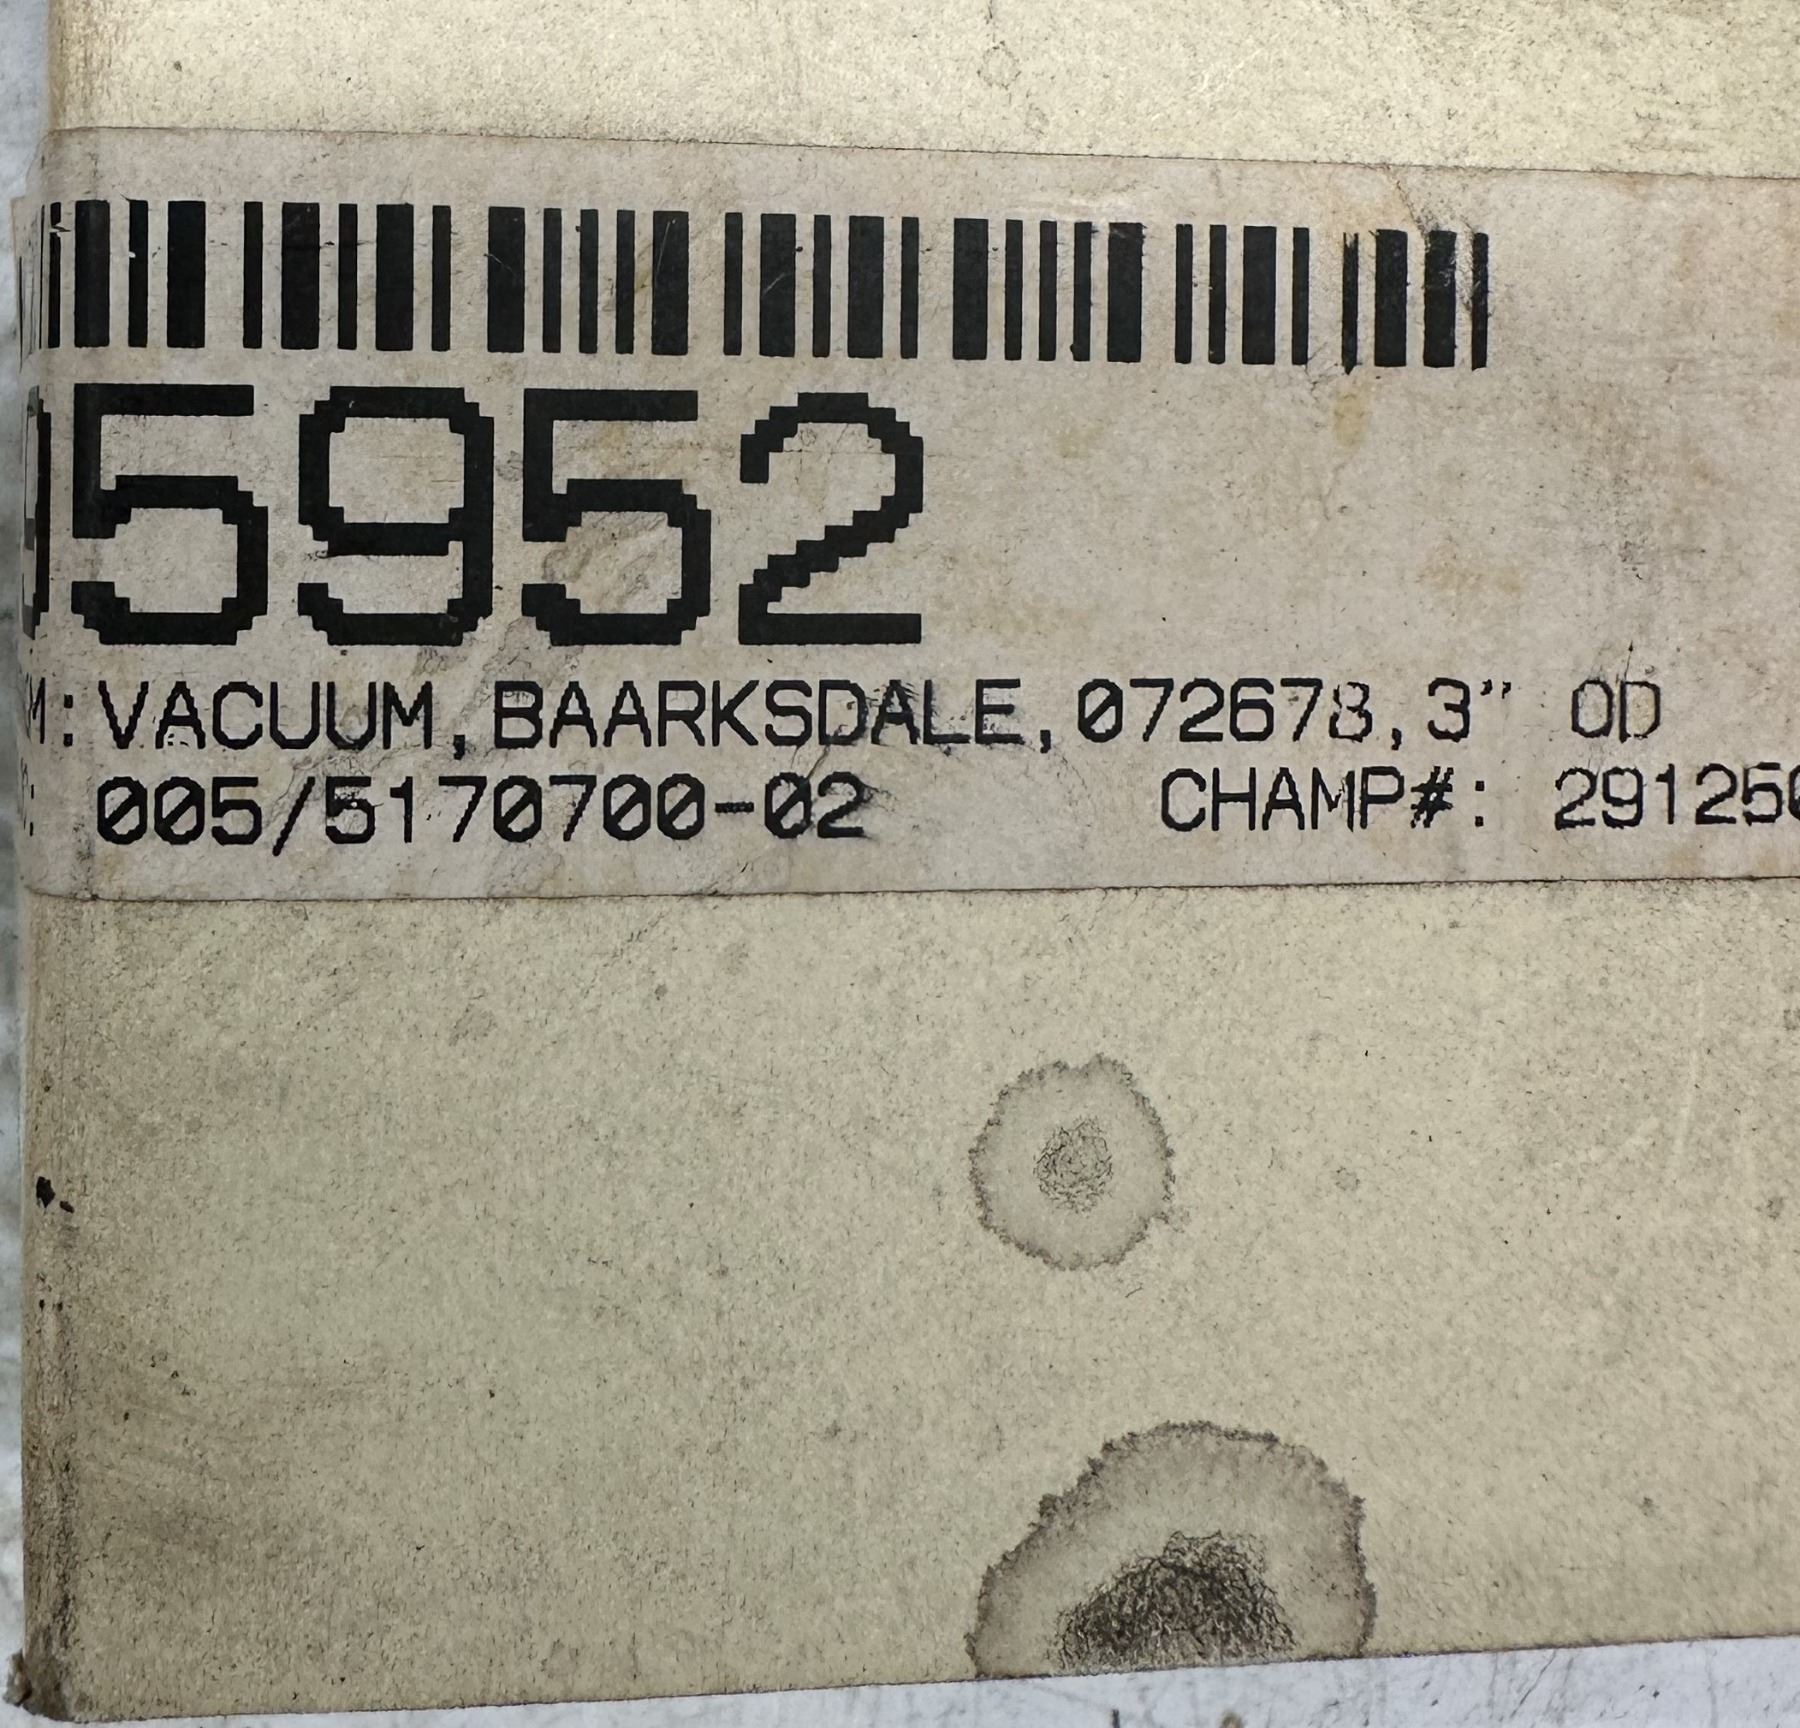 5952
VACUUM, BAARKSDALE, 072678, 3” OD
005/5170700-02 CHAMP#: 29125